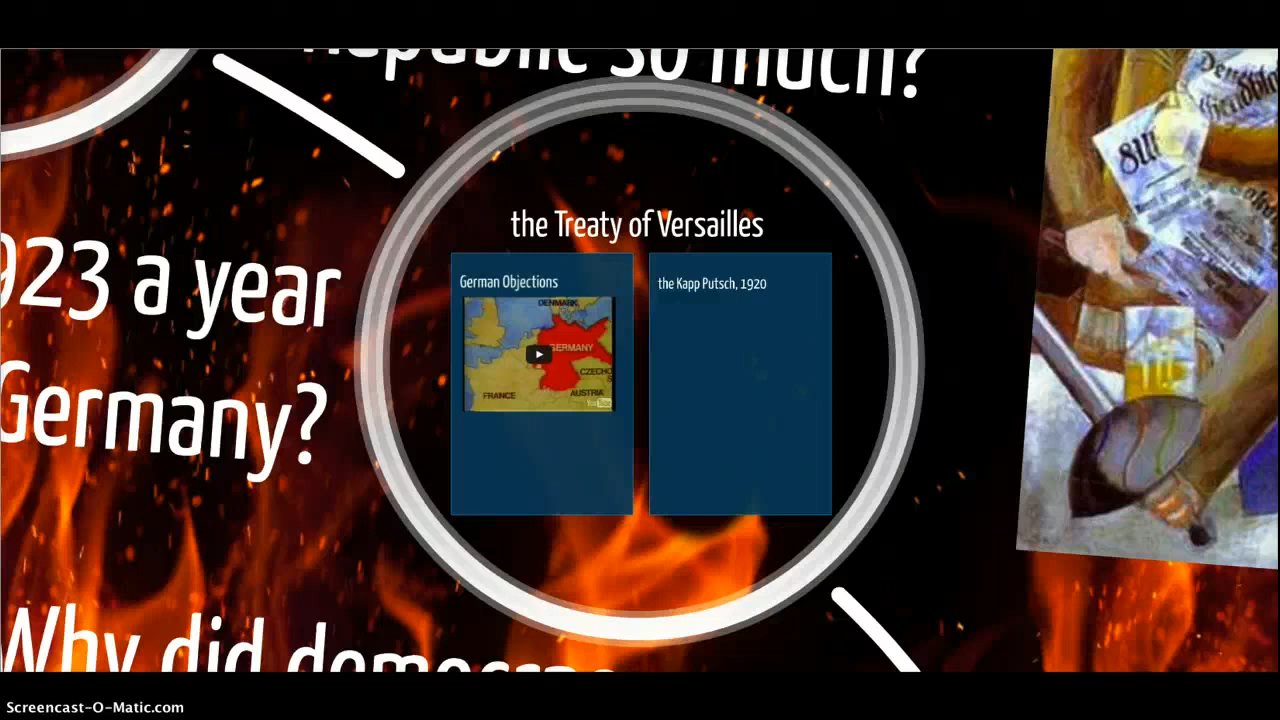 Republic so much?
923 a year
Germany?
the Treaty of Versailles
German Objections
DENMARK
GERMANY
CZECHO
FRANCE
AUSTRIA
the Kapp Putsch, 1920
Why did democrac
Screencast-O-Matic.com